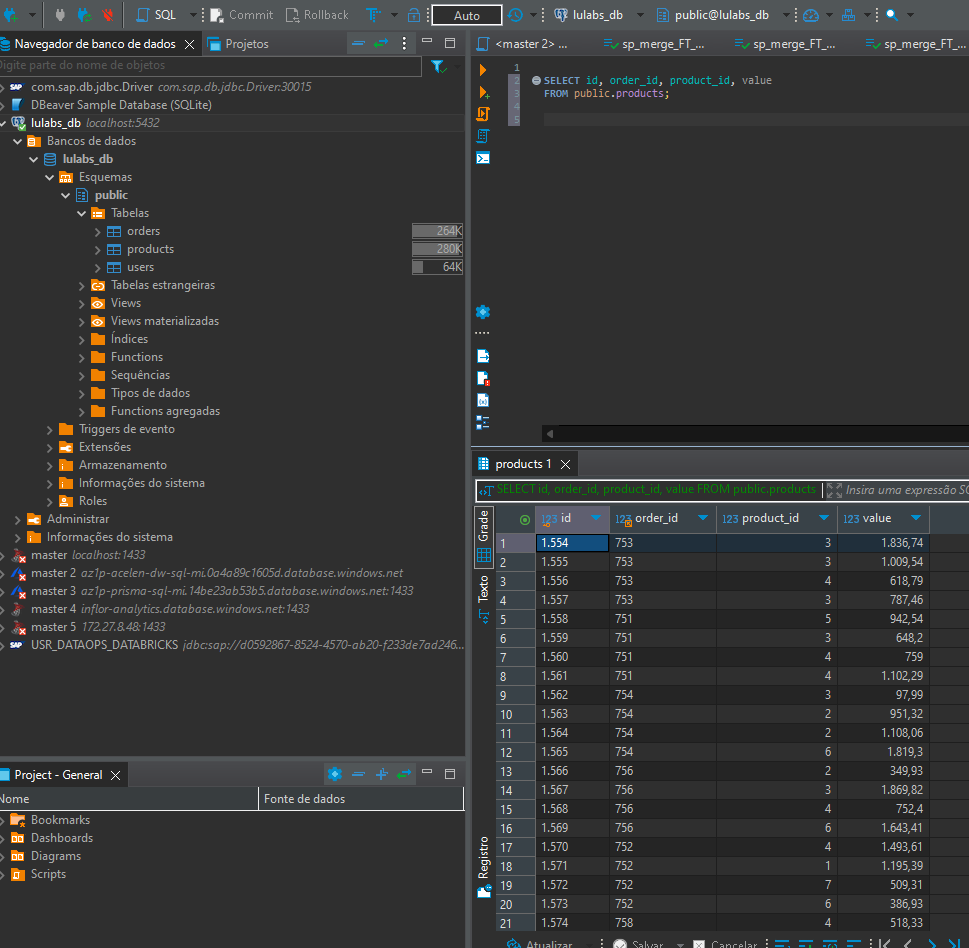 SQL Commit Rollback Auto lulabs_db public@lulabs_db
Navegador de banco de dados Projetos
Digite parte do nome de objetos
com.sap.db.jdbc.Driver com.sap.db.jdbc.Driver:30015
DBeaver Sample Database (SQLite)
lulabs_db localhost:5432
Bancos de dados
lulabs_db
Esquemas
public
Tabelas
orders 264K
products 280K
users 64K
Tabelas estrangeiras
Views
Views materializadas
Índices
Functions
Sequências
Tipos de dados
Functions agregadas
Triggers de evento
Extensões
Armazenamento
Informações do sistema
Roles
Administrar
Informações do sistema
master localhost:1433
master 2 az1p-acelen-dw-sql-mi.0a4a89c1605d.database.windows.net
master 3 az1p-prisma-sql-mi.14be23ab53b5.database.windows.net:1433
master 4 inflor-analytics.database.windows.net:1433
master 5 172.27.8.48:1433
USR_DATAOPS_DATABRICKS jdbc:sap://d0592867-8524-4570-ab20-f233de7ad246...
Project - General
Nome Fonte de dados
Bookmarks
Dashboards
Diagrams
Scripts
<master 2> ... sp_merge_FT_... sp_merge_FT_... sp_merge_FT_...
1
2 SELECT id, order_id, product_id, value
3 FROM public.products;
4
5
products 1
SELECT id, order_id, product_id, value FROM public.products Insira uma expressão SQ
Grade
Texto
Registro
123 id 123 order_id 123 product_id 123 value
1 1.554 753 3 1.836,74
2 1.555 753 3 1.009,54
3 1.556 753 4 618,79
4 1.557 753 3 787,46
5 1.558 751 5 942,54
6 1.559 751 3 648,2
7 1.560 751 4 759
8 1.561 751 4 1.102,29
9 1.562 754 3 97,99
10 1.563 754 2 951,32
11 1.564 754 2 1.108,06
12 1.565 754 6 1.819,3
13 1.566 756 2 349,93
14 1.567 756 3 1.869,82
15 1.568 756 4 752,4
16 1.569 756 6 1.643,41
17 1.570 752 4 1.493,61
18 1.571 752 1 1.195,39
19 1.572 752 7 509,31
20 1.573 752 6 386,93
21 1.574 758 4 518,33
Atualizar Salvar Cancelar